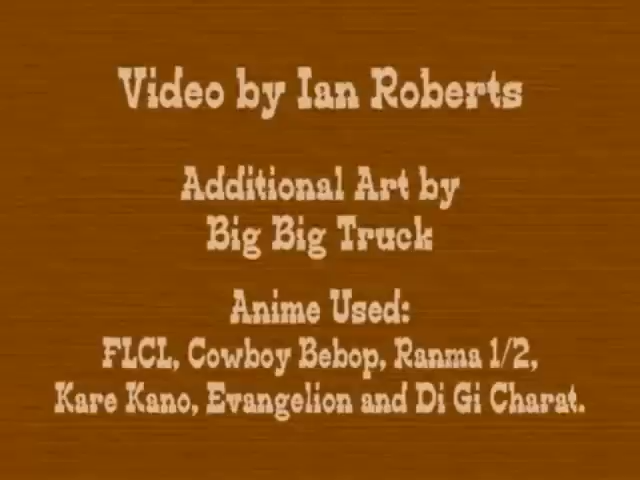 Video by Ian Roberts
Additional Art by
Big Big Truck
Anime Used:
FLCL, Cowboy Bebop, Ranma 1/2,
Kare Kano, Evangelion and Di Gi Charat.